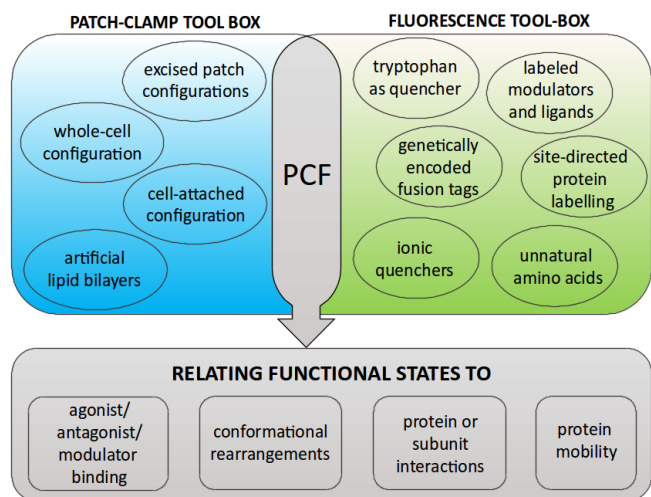 PATCH-CLAMP TOOL BOX
FLUORESCENCE TOOL-BOX
excised patch
configurations
whole-cell
configuration
cell-attached
configuration
artificial
lipid bilayers
PCF
tryptophan
as quencher
labeled
modulators
and ligands
genetically
encoded
fusion tags
site-directed
protein
labelling
ionic
quenchers
unnatural
amino acids
RELATING FUNCTIONAL STATES TO
agonist/
antagonist/
modulator
binding
conformational
rearrangements
protein or
subunit
interactions
protein
mobility